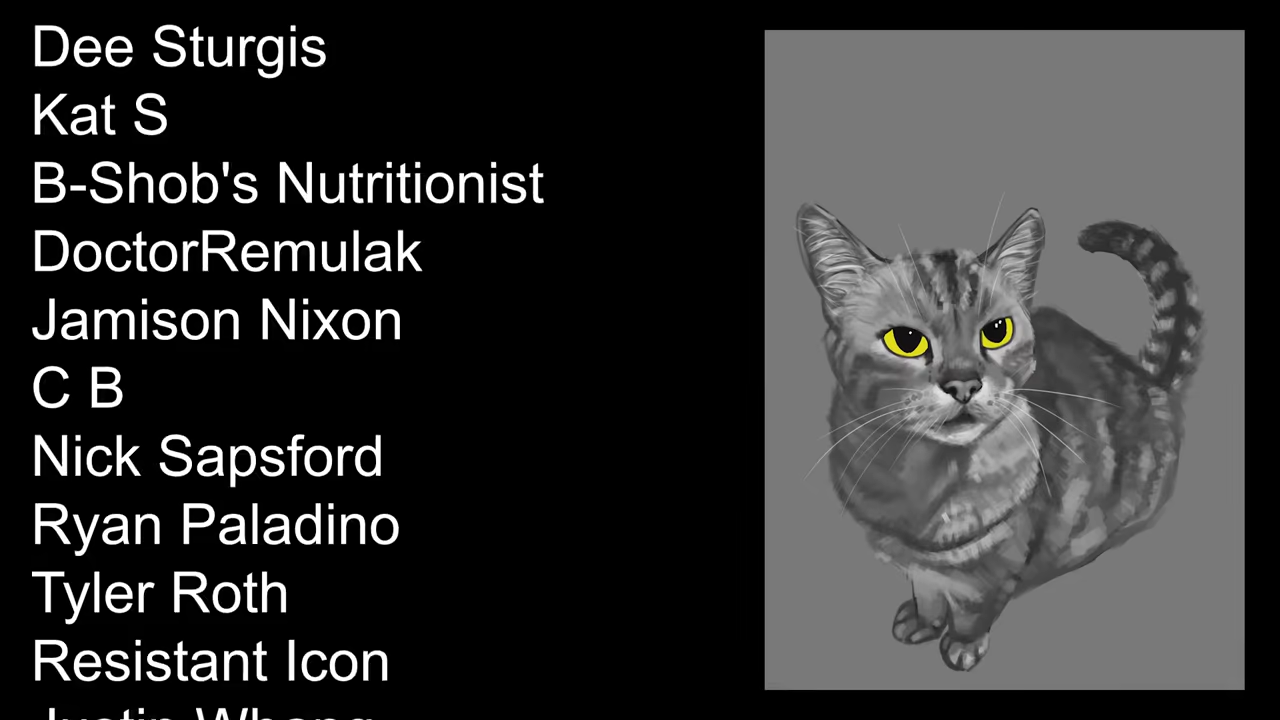 Dee Sturgis
Kat S
B-Shob's Nutritionist
DoctorRemulak
Jamison Nixon
C B
Nick Sapsford
Ryan Paladino
Tyler Roth
Resistant Icon